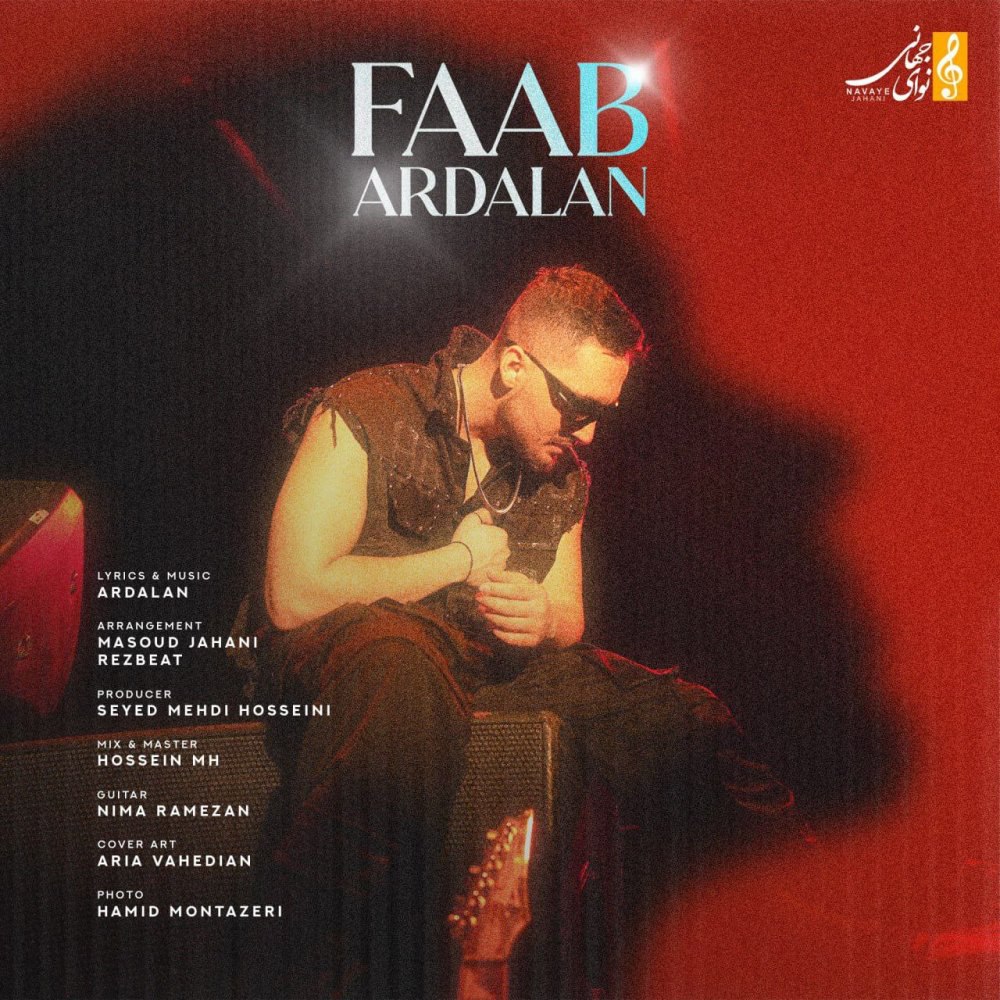 FAAB
ARDALAN
نوای جهانی
NAVAYE
JAHANI
LYRICS & MUSIC
ARDALAN
ARRANGEMENT
MASOUD JAHANI
REZBEAT
PRODUCER
SEYED MEHDI HOSSEINI
MIX & MASTER
HOSSEIN MH
GUITAR
NIMA RAMEZAN
COVER ART
ARIA VAHEDIAN
PHOTO
HAMID MONTAZERI